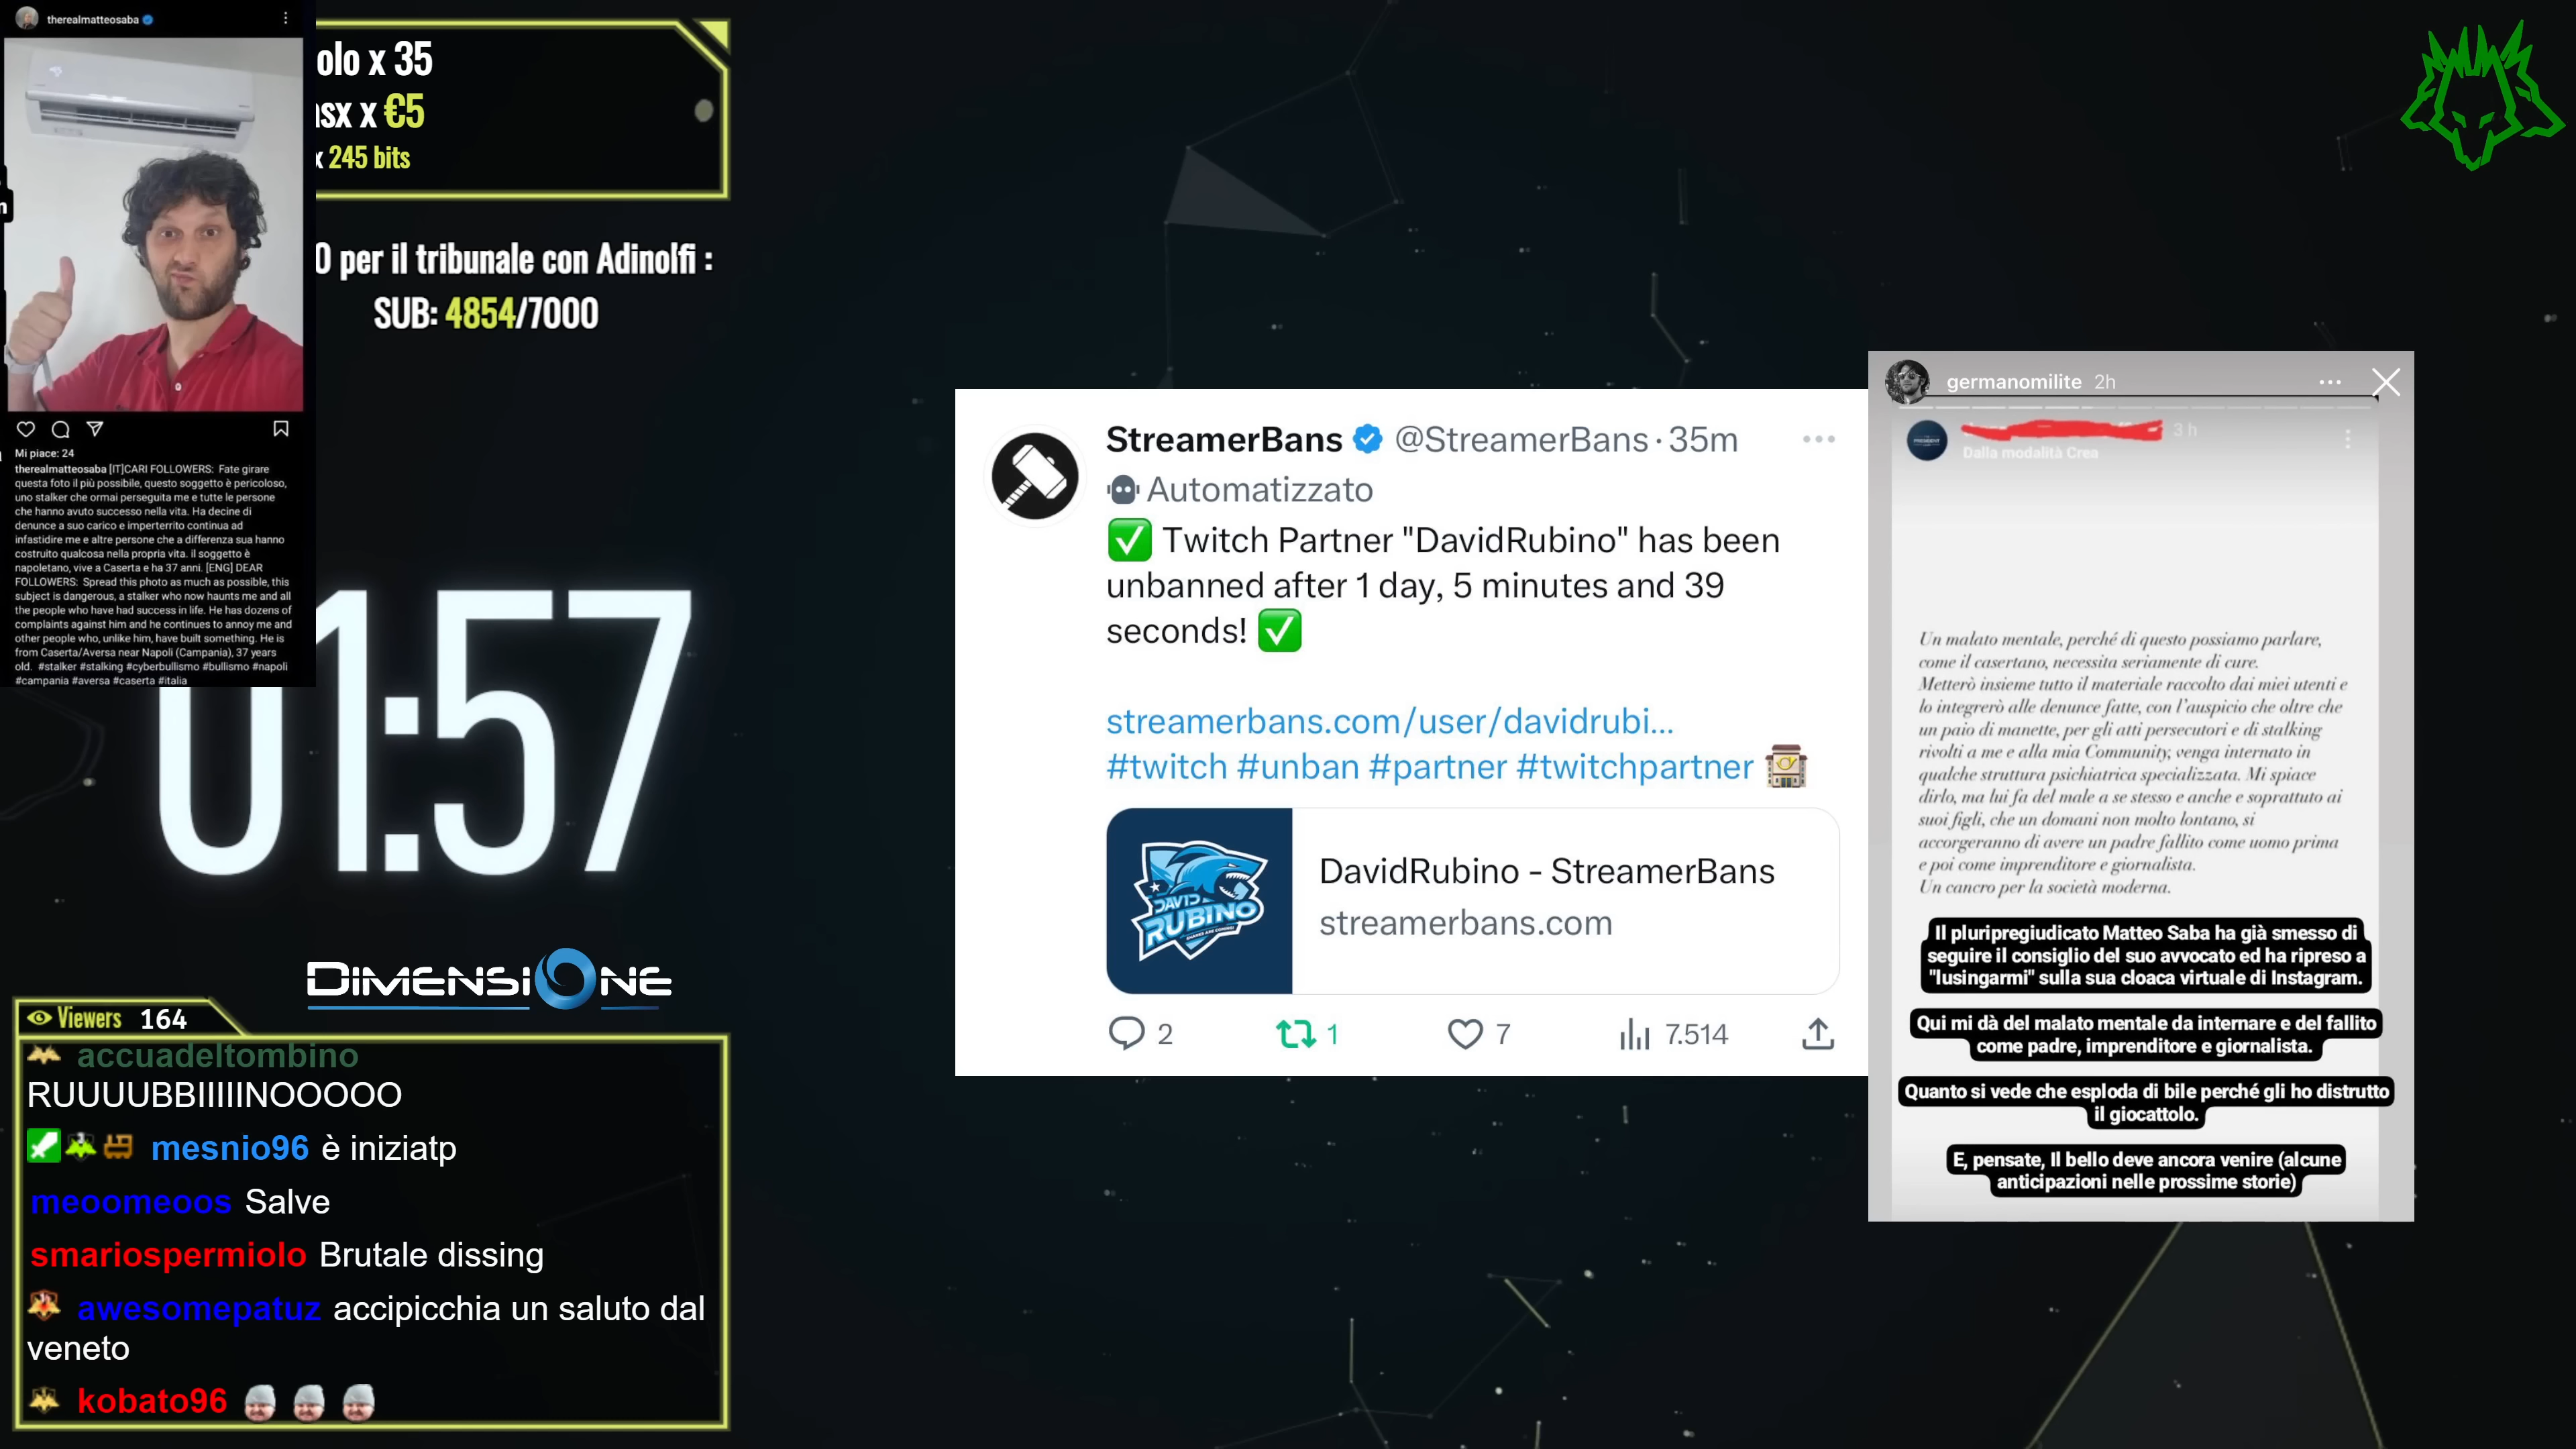 therealmatteosaba
Mi piace: 24
therealmatteosaba [IT]CARI FOLLOWERS: Fate girare
questa foto il più possibile, questo soggetto è pericoloso,
uno stalker che ormai perseguita me e tutte le persone
che hanno avuto successo nella vita. Ha decine di
denunce a suo carico e imperterrito continua ad
infastidire me e altre persone che a differenza sua hanno
costruito qualcosa nella propria vita. il soggetto è
napoletano, vive a Caserta e ha 37 anni. [ENG] DEAR
FOLLOWERS: Spread this photo as much as possible, this
subject is dangerous, a stalker who now haunts me and all
the people who have had success in life. He has dozens of
complaints against him and he continues to annoy me and
other people who, unlike him, have built something. He is
from Caserta/Aversa near Napoli (Campania), 37 years
old. #stalker #stalking #cyberbullismo #bullismo #napoli
#campania #aversa #caserta #italia
olo x 35
sx x €5
x 245 bits
0 per il tribunale con Adinolfi :
SUB: 4854/7000
01:57
DIMENSIONE
Viewers 164
accuadeltombino
RUUUUBBIIIIINOOOOO
mesnio96 è iniziatp
meoomeoos Salve
smariospermiolo Brutale dissing
awesomepatuz accipicchia un saluto dal
veneto
kobato96
StreamerBans @StreamerBans · 35m
Automatizzato
✅ Twitch Partner "DavidRubino" has been
unbanned after 1 day, 5 minutes and 39
seconds! ✅
streamerbans.com/user/davidrubi...
#twitch #unban #partner #twitchpartner
DAVID
RUBINO
DavidRubino - StreamerBans
streamerbans.com
2 1 7 7.514
germanomilite 2h
PRESIDENT
3 h
Dalla modalità Crea
Un malato mentale, perché di questo possiamo parlare,
come il casertano, necessita seriamente di cure.
Metterò insieme tutto il materiale raccolto dai miei utenti e
lo integrerò alle denunce fatte, con l'auspicio che oltre che
un paio di manette, per gli atti persecutori e di stalking
rivolti a me e alla mia Community, venga internato in
qualche struttura psichiatrica specializzata. Mi spiace
dirlo, ma lui fa del male a se stesso e anche e soprattuto ai
suoi figli, che un domani non molto lontano, si
accorgeranno di avere un padre fallito come uomo prima
e poi come imprenditore e giornalista.
Un cancro per la società moderna.
Il pluripregiudicato Matteo Saba ha già smesso di
seguire il consiglio del suo avvocato ed ha ripreso a
"lusingarmi" sulla sua cloaca virtuale di Instagram.
Qui mi dà del malato mentale da internare e del fallito
come padre, imprenditore e giornalista.
Quanto si vede che esploda di bile perché gli ho distrutto
il giocattolo.
E, pensate, Il bello deve ancora venire (alcune
anticipazioni nelle prossime storie)